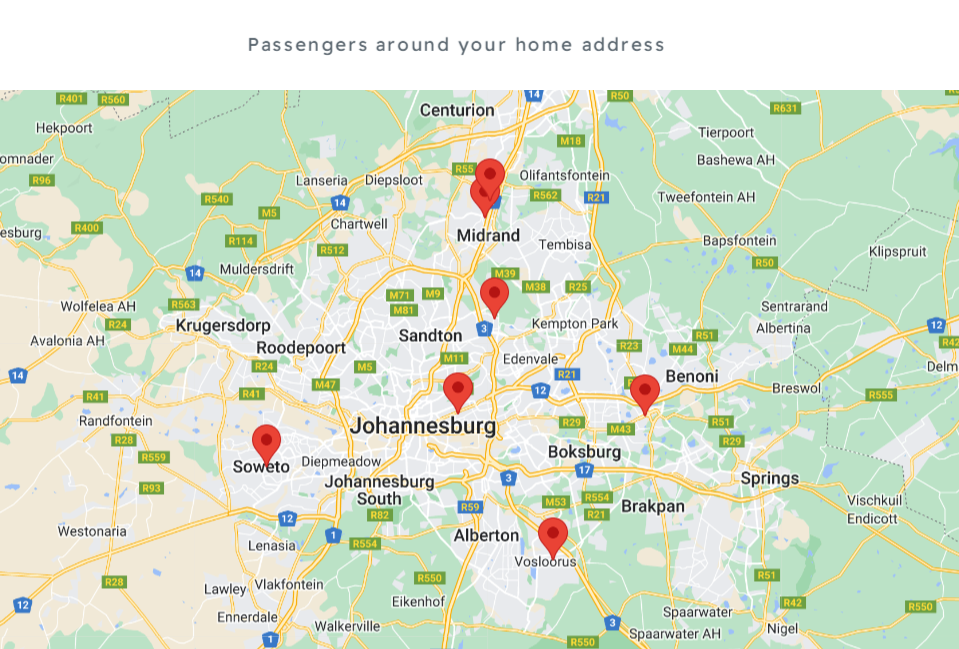 Passengers around your home address
R401
R560
14
R50
R631
Centurion
Hekpoort
M18
Tierpoort
omnader
Bashewa AH
R55
Olifantsfontein
R96
Lanseria
Diepsloot
R540
14
R562
R21
Tweefontein AH
M5
Chartwell
esburg
R400
R114
Midrand
Tembisa
Bapsfontein
R512
Klipspruit
R50
14
Muldersdrift
M39
M38
R25
M71
M9
Wolfelea AH
R563
M81
Sentrarand
R24
Krugersdorp
3
Kempton Park
Albertina
12
Avalonia AH
Sandton
R51
R42
Roodepoort
R23
M44
M11
Edenvale
R24
M5
Delm
14
R21
Benoni
M47
12
Breswol
R41
R41
R555
Randfontein
Johannesburg
R29
M43
R51
R28
R29
R559
Boksburg
Soweto
Diepmeadow
17
3
Springs
Johannesburg
South
R93
R554
Vischkuil
M53
R59
Brakpan
R82
R21
Endicott
12
Westonaria
1
Alberton
Lenasia
R554
Vosloorus
R28
R550
R51
Lawley
Vlakfontein
12
Eikenhof
R42
R550
Ennerdale
Spaarwater
Walkerville
3
Nigel
1
Spaarwater AH
R550